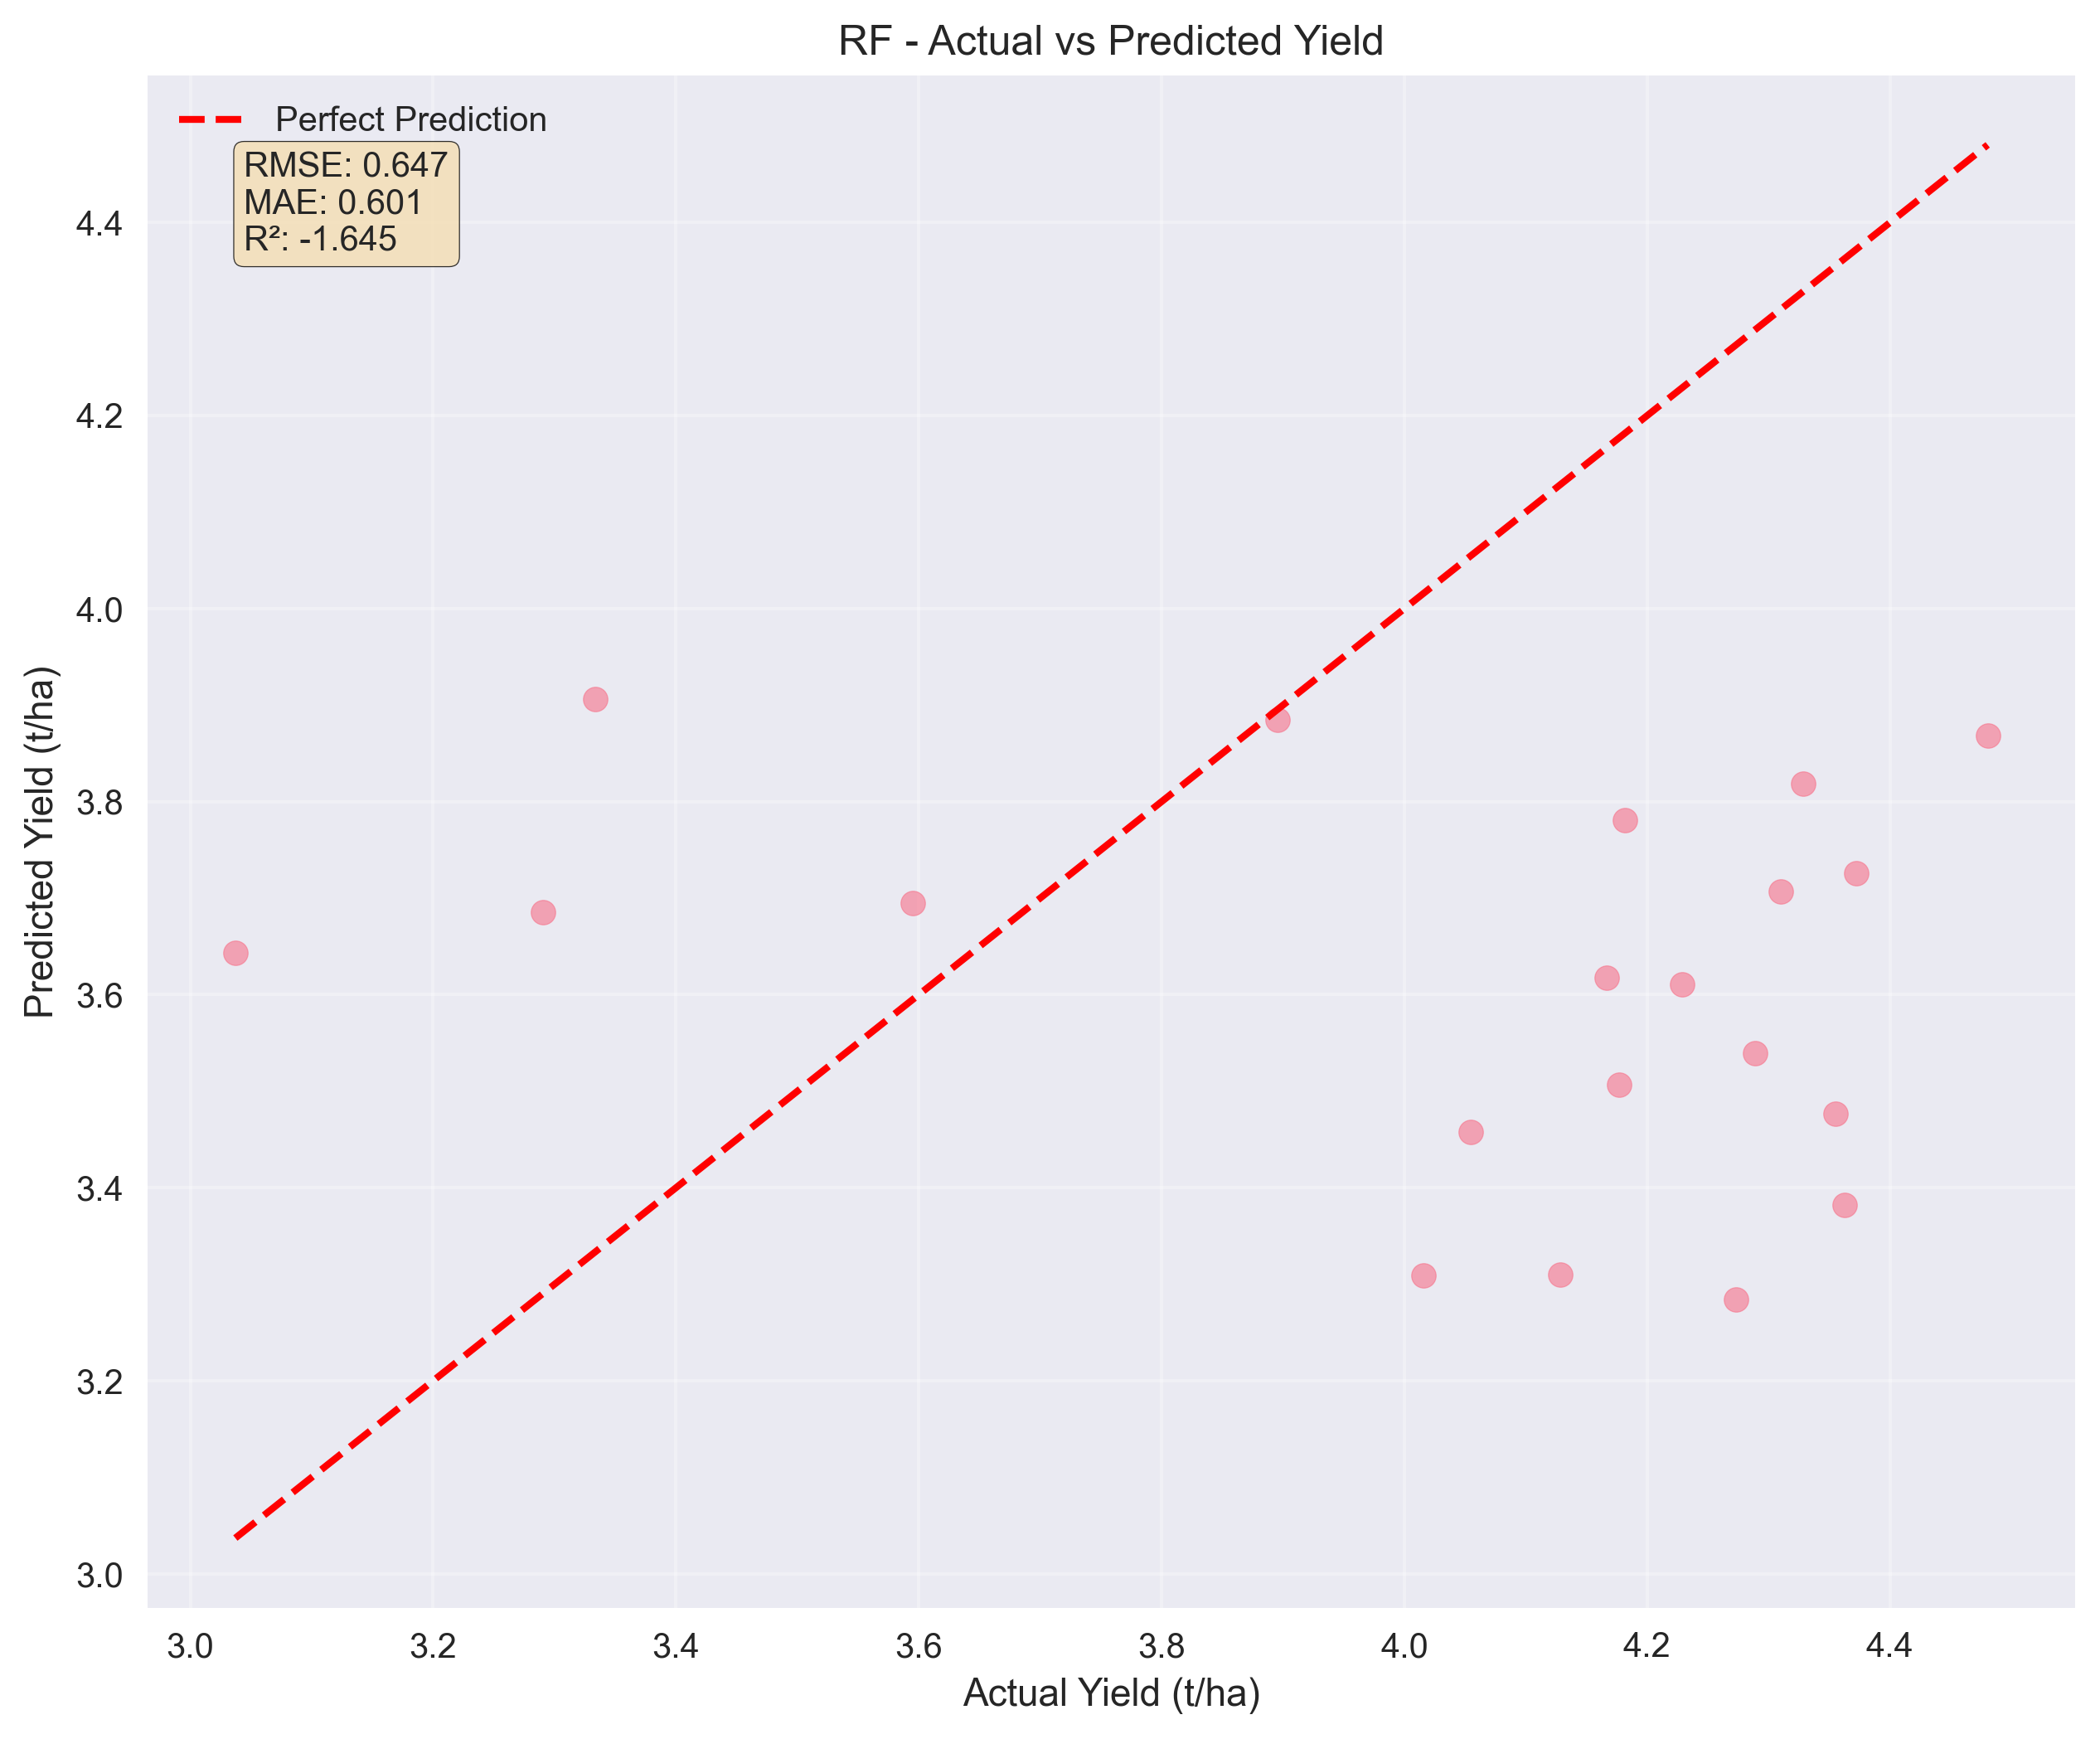 RF - Actual vs Predicted Yield
Perfect Prediction
RMSE: 0.647
MAE: 0.601
R²: -1.645
Predicted Yield (t/ha)
4.4
4.2
4.0
3.8
3.6
3.4
3.2
3.0
3.0 3.2 3.4 3.6 3.8 4.0 4.2 4.4
Actual Yield (t/ha)